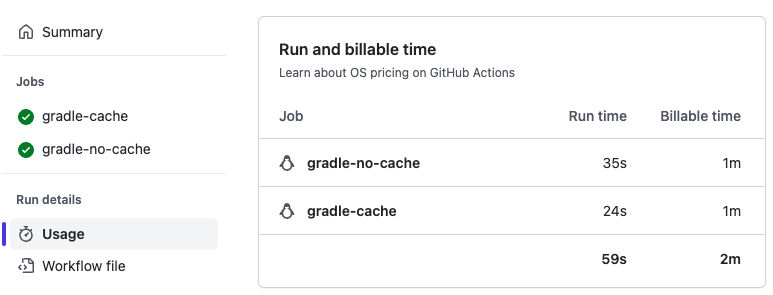 Summary
Jobs
gradle-cache
gradle-no-cache
Run details
Usage
Workflow file
Run and billable time
Learn about OS pricing on GitHub Actions
Job Run time Billable time
gradle-no-cache 35s 1m
gradle-cache 24s 1m
59s 2m